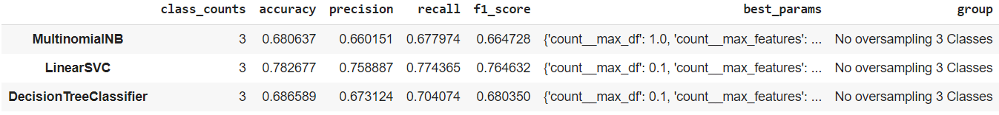 class_counts accuracy precision recall f1_score best_params group
MultinomialNB 3 0.680637 0.660151 0.677974 0.664728 {'count__max_df': 1.0, 'count__max_features': ... No oversampling 3 Classes
LinearSVC 3 0.782677 0.758887 0.774365 0.764632 {'count__max_df': 0.1, 'count__max_features': ... No oversampling 3 Classes
DecisionTreeClassifier 3 0.686589 0.673124 0.704074 0.680350 {'count__max_df': 0.1, 'count__max_features': ... No oversampling 3 Classes